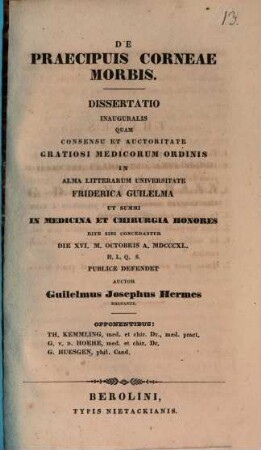 13.
DE
PRAECIPUIS CORNEAE
MORBIS.
DISSERTATIO
INAUGURALIS
QUAM
CONSENSU ET AUCTORITATE
GRATIOSI MEDICORUM ORDINIS
IN
ALMA LITTERARUM UNIVERSITATE
FRIDERICA GUILELMA
UT SUMMI
IN MEDICINA ET CHIRURGIA HONORES
RITE SIBI CONCEDANTUR
DIE XVI. M. OCTOBRIS A. MDCCCXL.
H. L. Q. S.
PUBLICE DEFENDET
AUCTOR
Guilelmus Josephus Hermes
RHENANUS.
OPPONENTIBUS:
TH. KEMMLING, med. et chir. Dr., med. pract.
G. v. D. HOEHE, med. et chir. Dr.
G. HUESGEN, phil. Cand.
BEROLINI,
TYPIS NIETACKIANIS.